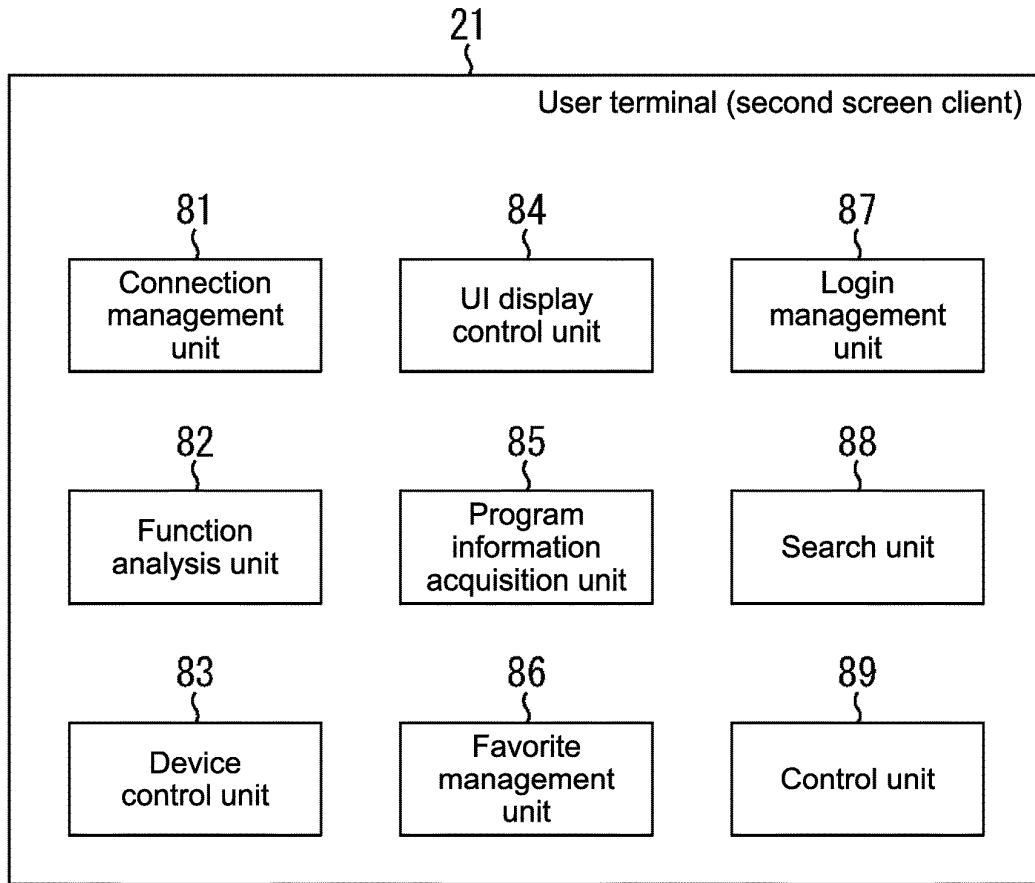 21
User terminal (second screen client)
81
Connection
management
unit
84
UI display
control unit
87
Login
management
unit
82
Function
analysis unit
85
Program
information
acquisition unit
88
Search unit
83
Device
control unit
86
Favorite
management
unit
89
Control unit